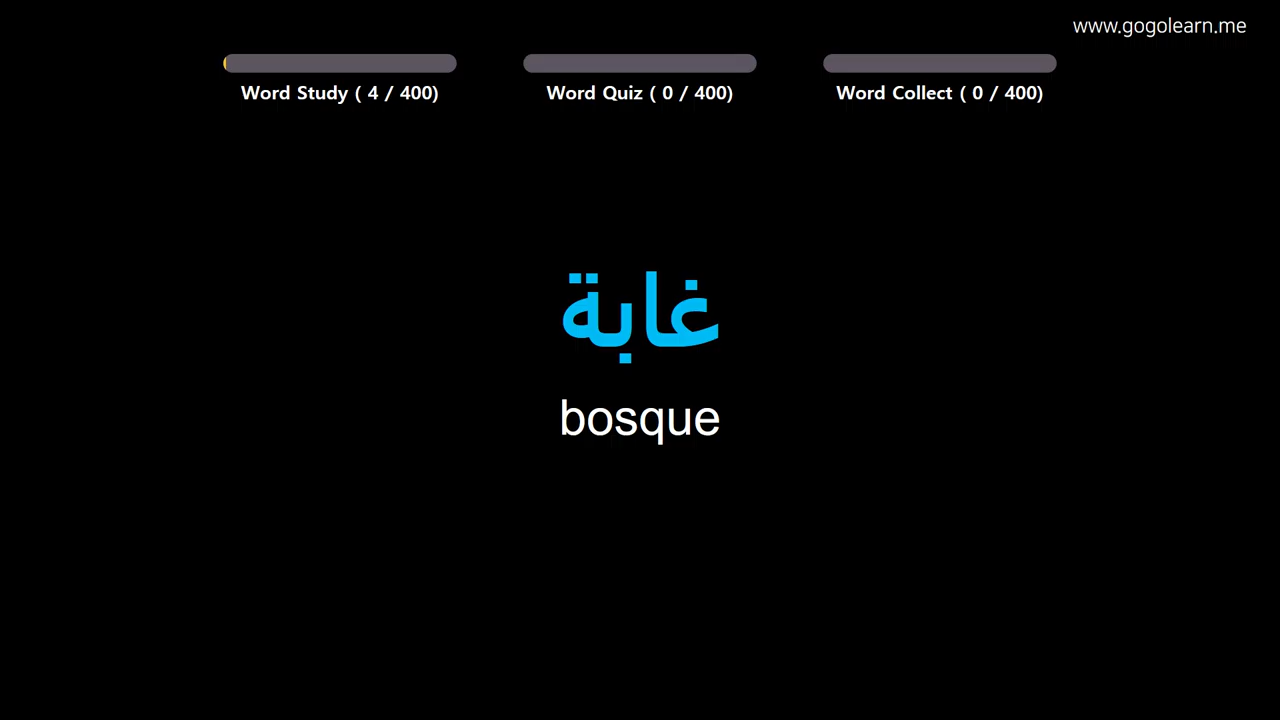 www.gogolearn.me
Word Study ( 4 / 400)
Word Quiz ( 0 / 400)
Word Collect ( 0 / 400)
غابة
bosque